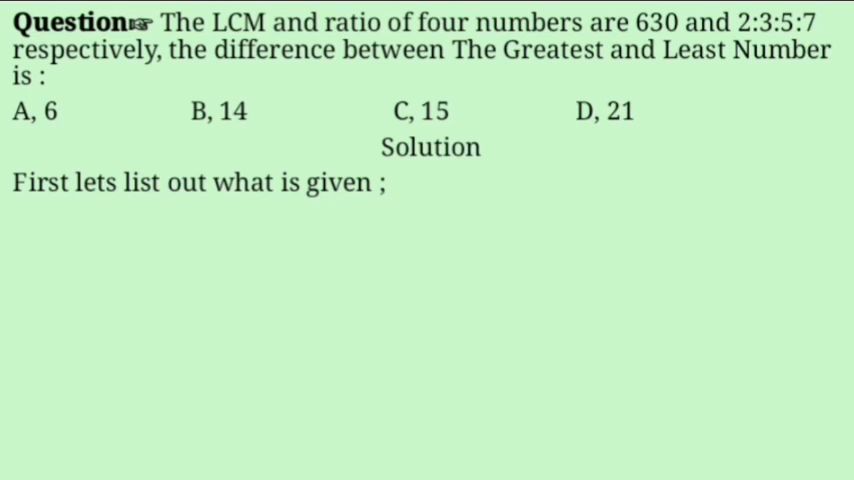 Question☞ The LCM and ratio of four numbers are 630 and 2:3:5:7
respectively, the difference between The Greatest and Least Number
is :
A, 6 B, 14 C, 15 D, 21
Solution
First lets list out what is given ;